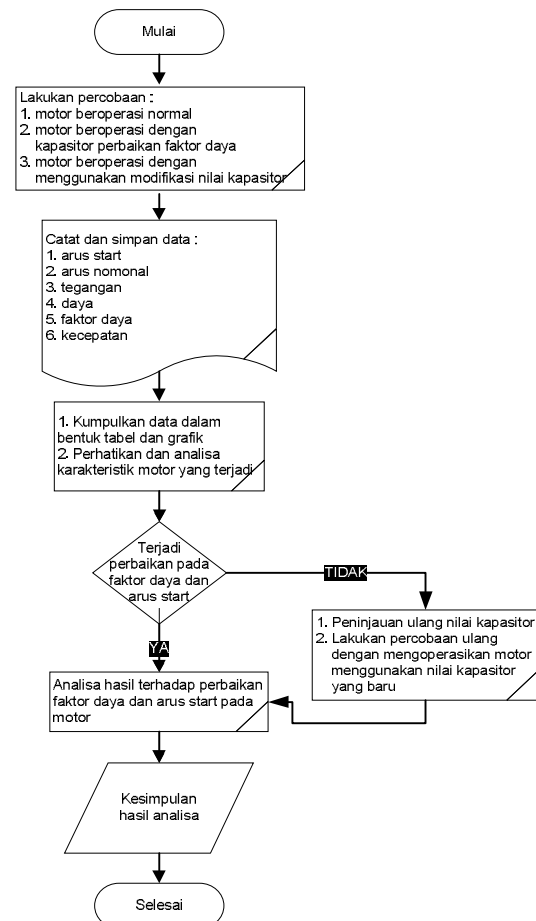 Mulai
Lakukan percobaan :
1. motor beroperasi normal
2. motor beroperasi dengan
kapasitor perbaikan faktor daya
3. motor beroperasi dengan
menggunakan modifikasi nilai kapasitor
Catat dan simpan data :
1. arus start
2. arus nomonal
3. tegangan
4. daya
5. faktor daya
6. kecepatan
1. Kumpulkan data dalam
bentuk tabel dan grafik
2. Perhatikan dan analisa
karakteristik motor yang terjadi
Terjadi
perbaikan pada
faktor daya dan
arus start
TIDAK
1. Peninjauan ulang nilai kapasitor
2. Lakukan percobaan ulang
dengan mengoperasikan motor
menggunakan nilai kapasitor
yang baru
YA
Analisa hasil terhadap perbaikan
faktor daya dan arus start pada
motor
Kesimpulan
hasil analisa
Selesai